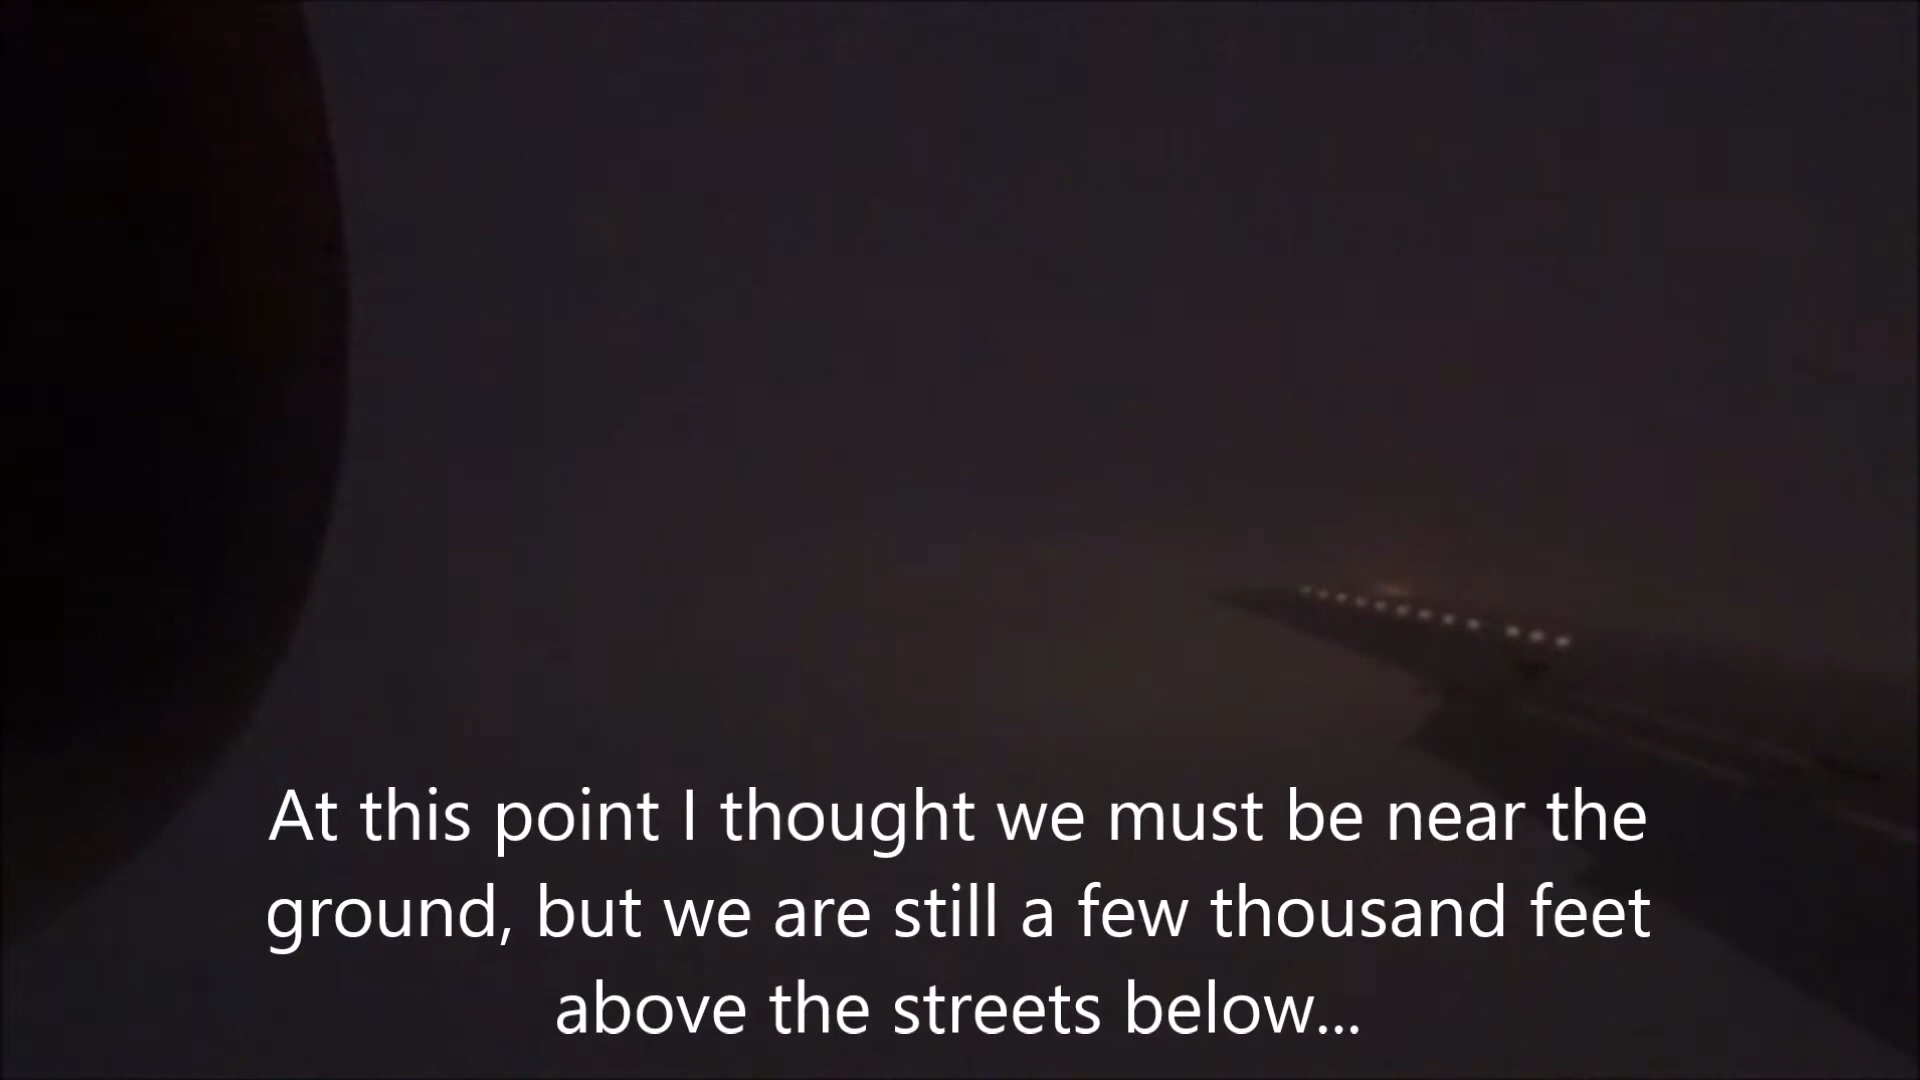 At this point I thought we must be near the
ground, but we are still a few thousand feet
above the streets below...